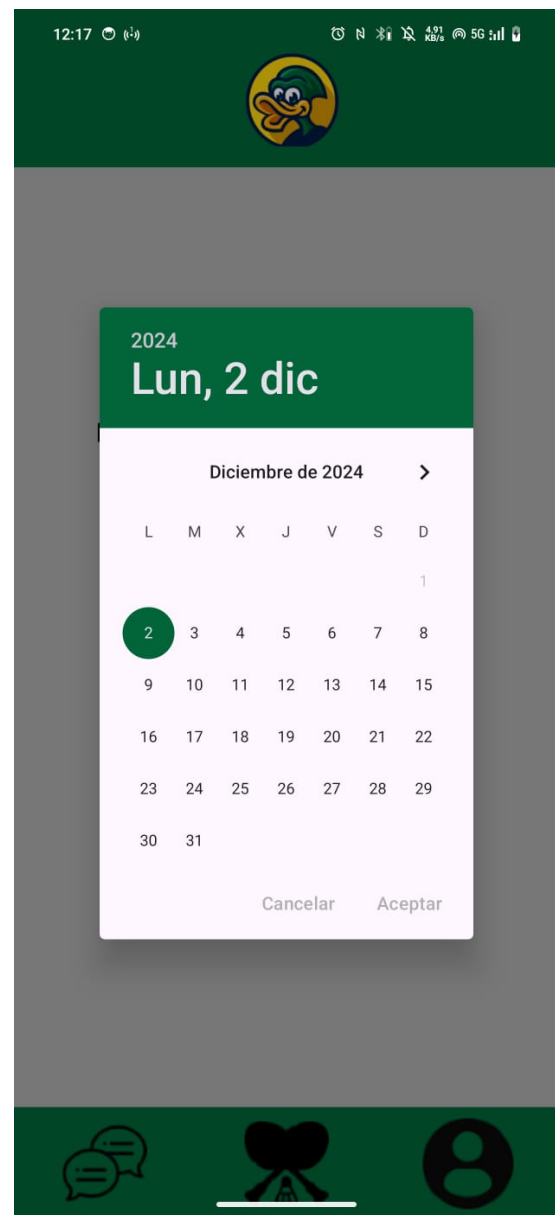 12:17
4,91
KB/s
5G
2024
Lun, 2 dic
Diciembre de 2024
L M X J V S D
1
2 3 4 5 6 7 8
9 10 11 12 13 14 15
16 17 18 19 20 21 22
23 24 25 26 27 28 29
30 31
Cancelar Aceptar